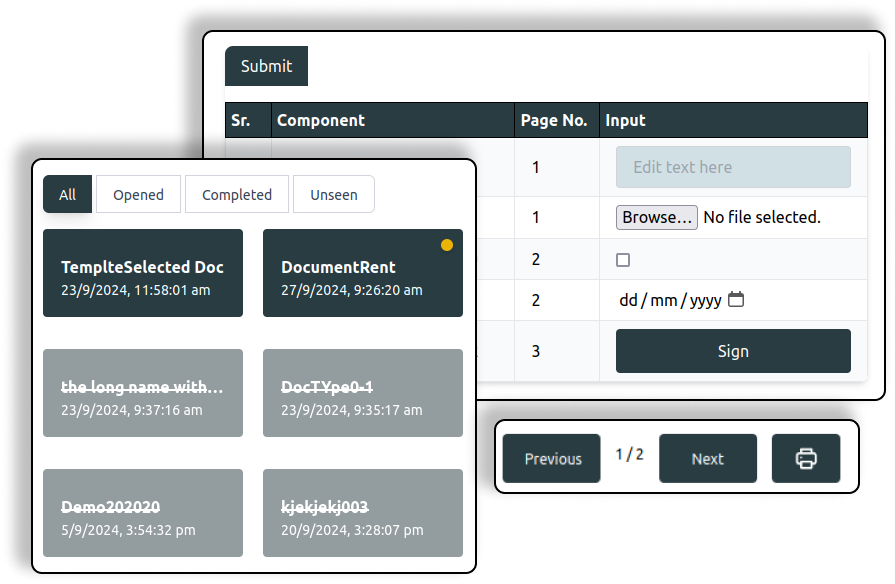 Submit
Sr. Component Page No. Input
1 Edit text here
1 Browse... No file selected.
2
2 dd/mm/yyyy
3 Sign
All Opened Completed Unseen
TemplteSelected Doc
23/9/2024, 11:58:01 am
DocumentRent
27/9/2024, 9:26:20 am
the long name with...
23/9/2024, 9:37:16 am
DocTYpe0-1
23/9/2024, 9:35:17 am
Demo202020
5/9/2024, 3:54:32 pm
kjekjekj003
20/9/2024, 3:28:07 pm
Previous 1/2 Next